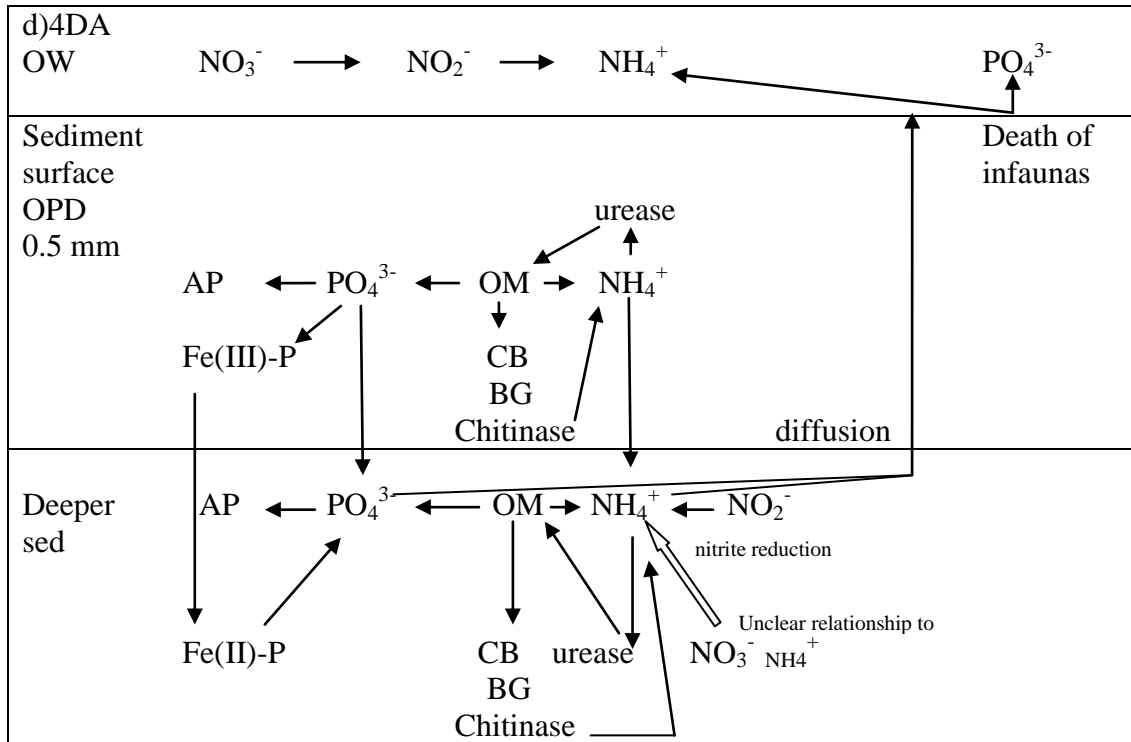 d)4DA
OW NO₃⁻ NO₂⁻ NH₄⁺ PO₄³⁻
Sediment Death of
surface infaunas
OPD urease
0.5 mm
AP PO₄³⁻ OM NH₄⁺
Fe(III)-P CB
BG
Chitinase diffusion
Deeper AP PO₄³⁻ OM NH₄⁺ NO₂⁻
sed
nitrite reduction
Unclear relationship to
Fe(II)-P CB urease NO₃⁻ NH4⁺
BG
Chitinase